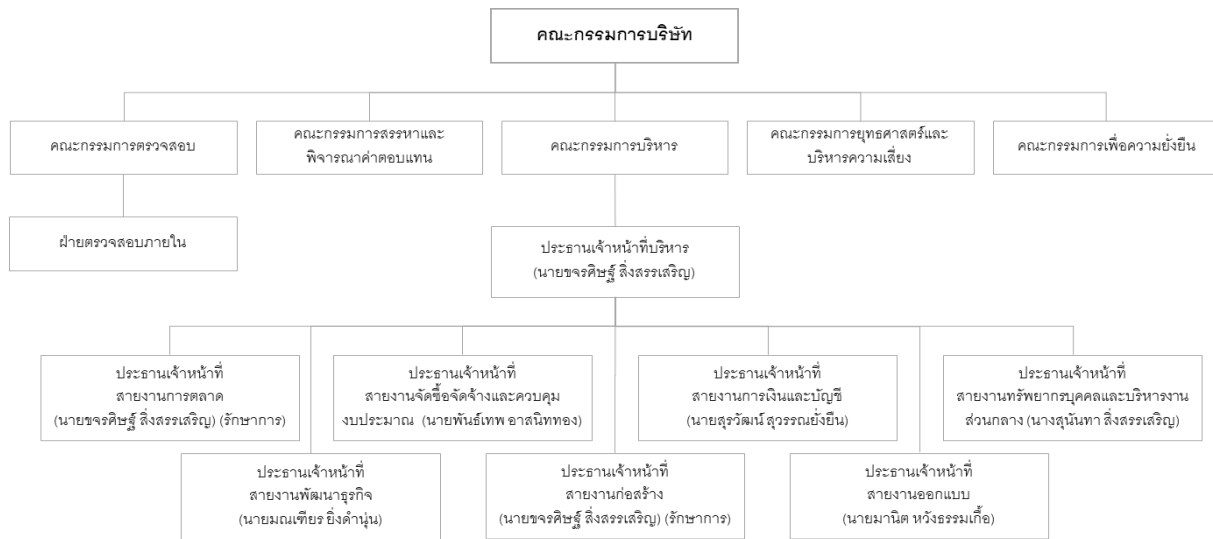 คณะกรรมการบริษัท
คณะกรรมการตรวจสอบ
คณะกรรมการสรรหาและ
พิจารณาค่าตอบแทน
คณะกรรมการบริหาร
คณะกรรมการยุทธศาสตร์และ
บริหารความเสี่ยง
คณะกรรมการเพื่อความยั่งยืน
ฝ่ายตรวจสอบภายใน
ประธานเจ้าหน้าที่บริหาร
(นายขจรศิษฐ์ สิ่งสรรเสริญ)
ประธานเจ้าหน้าที่
สายงานการตลาด
(นายขจรศิษฐ์ สิ่งสรรเสริญ) (รักษาการ)
ประธานเจ้าหน้าที่
สายงานจัดซื้อจัดจ้างและควบคุม
งบประมาณ (นายพันธ์เทพ อาสนิททอง)
ประธานเจ้าหน้าที่
สายงานการเงินและบัญชี
(นายสุรวัฒน์ สุวรรณยั่งยืน)
ประธานเจ้าหน้าที่
สายงานทรัพยากรบุคคลและบริหารงาน
ส่วนกลาง (นางสุนันทา สิ่งสรรเสริญ)
ประธานเจ้าหน้าที่
สายงานพัฒนาธุรกิจ
(นายมณเฑียร ยิ่งดำนุ่น)
ประธานเจ้าหน้าที่
สายงานก่อสร้าง
(นายขจรศิษฐ์ สิ่งสรรเสริญ) (รักษาการ)
ประธานเจ้าหน้าที่
สายงานออกแบบ
(นายมานิต หวังธรรมเกื้อ)